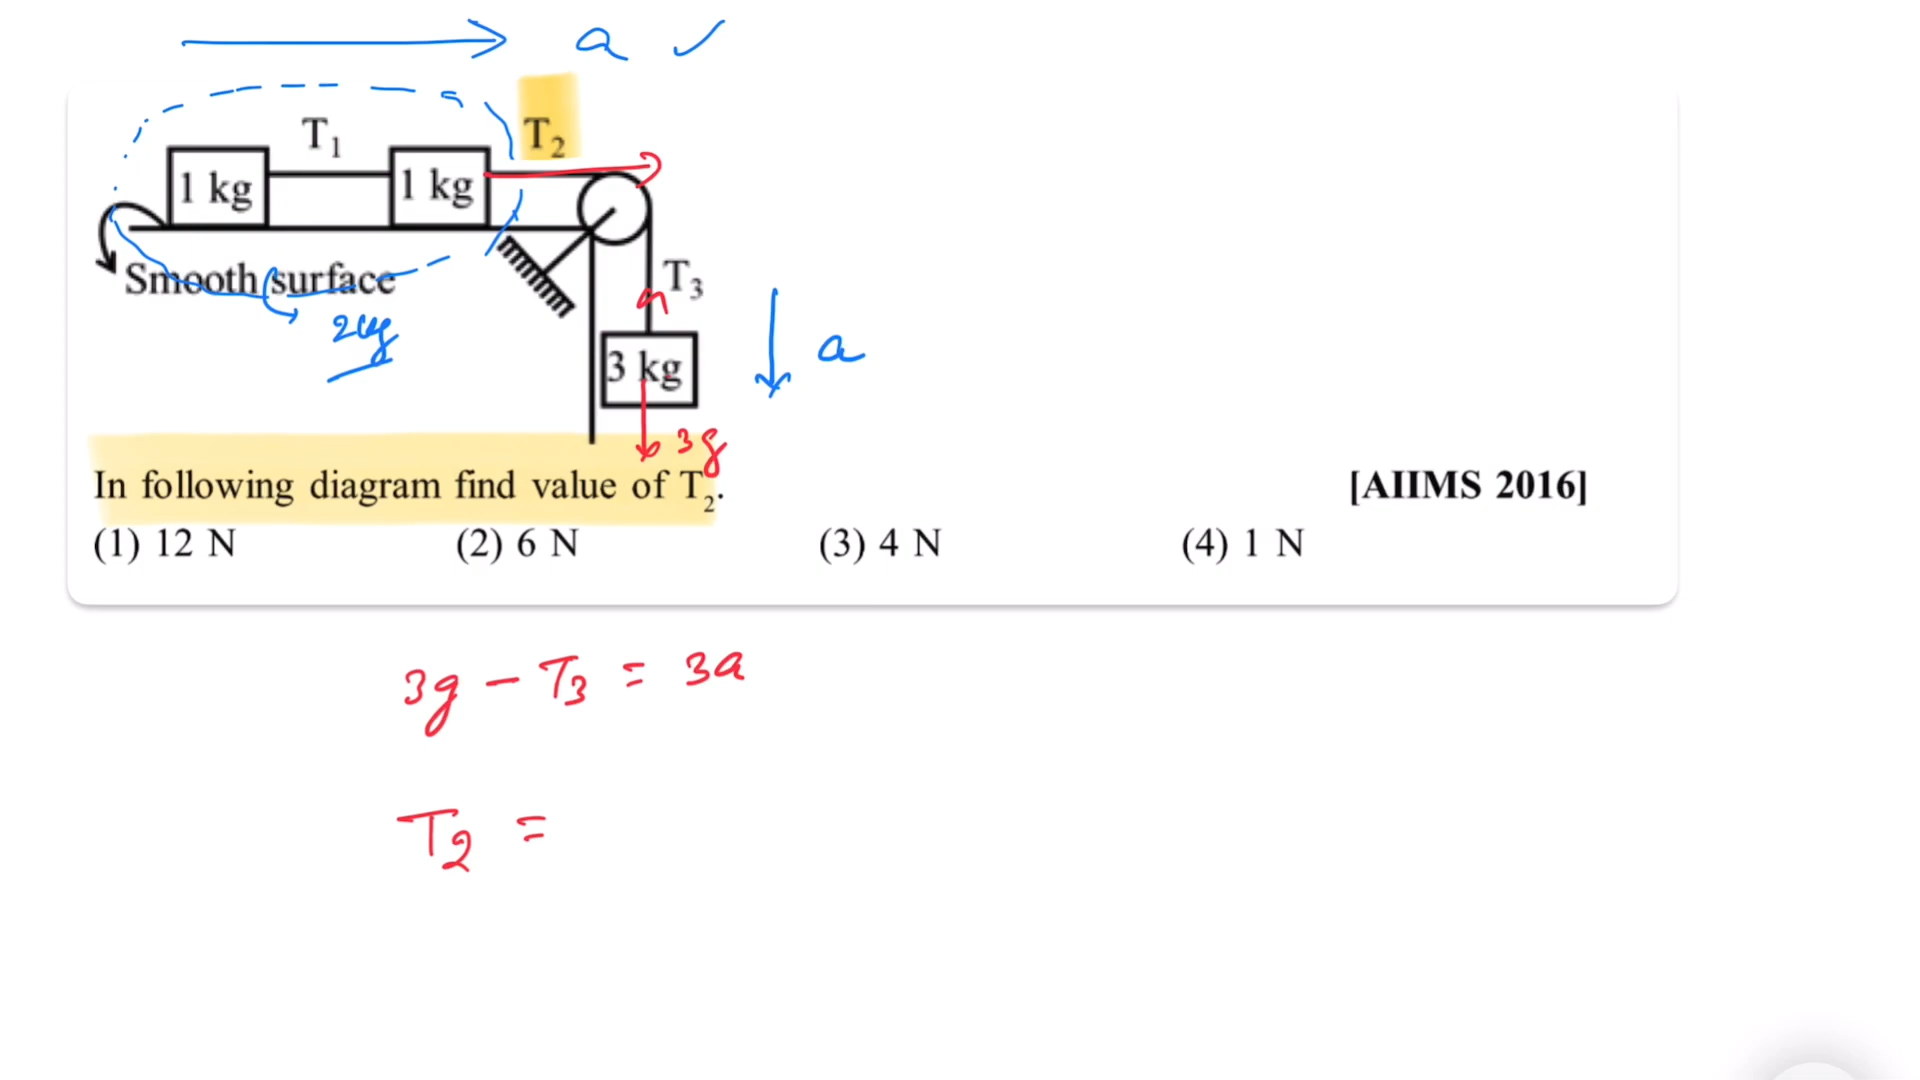 a ✓
T₁
T₂
1 kg
1 kg
Smooth surface
T₃
2kg
a
3 kg
3g
In following diagram find value of T₂. [AIIMS 2016]
(1) 12 N (2) 6 N (3) 4 N (4) 1 N
3g - T₃ = 3a
T₂ =